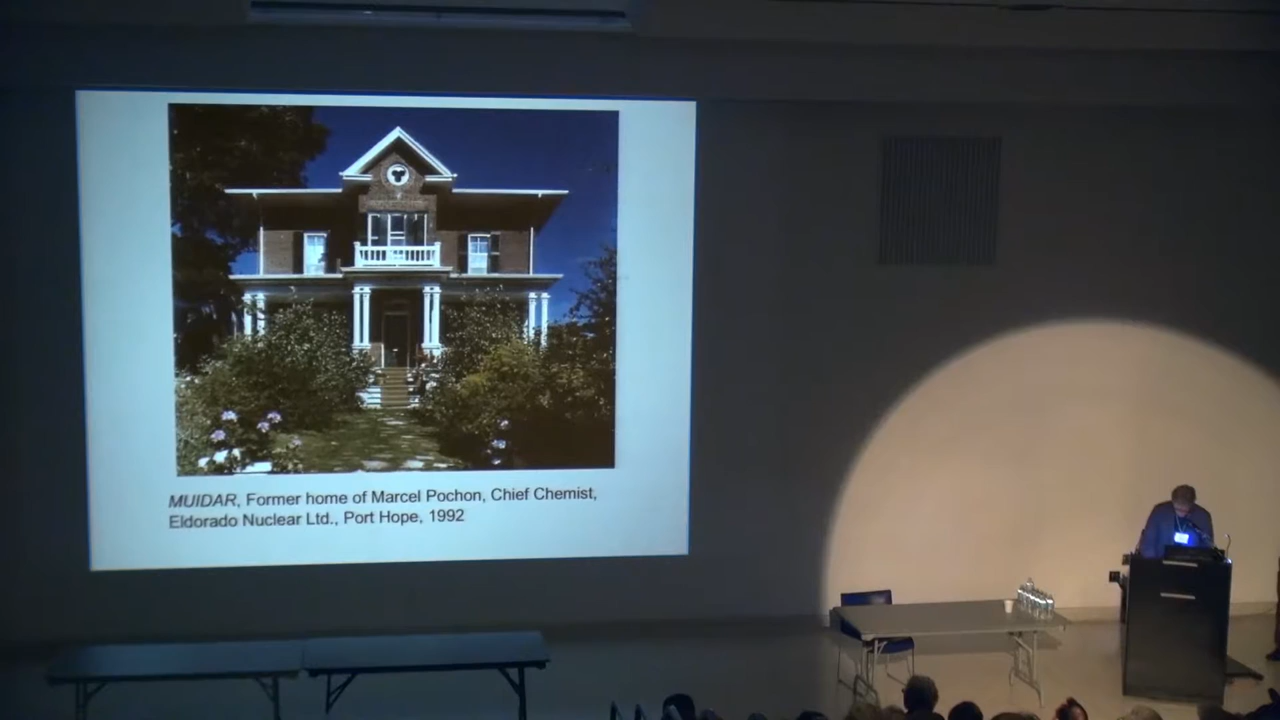 MUIDAR, Former home of Marcel Pochon, Chief Chemist,
Eldorado Nuclear Ltd., Port Hope, 1992